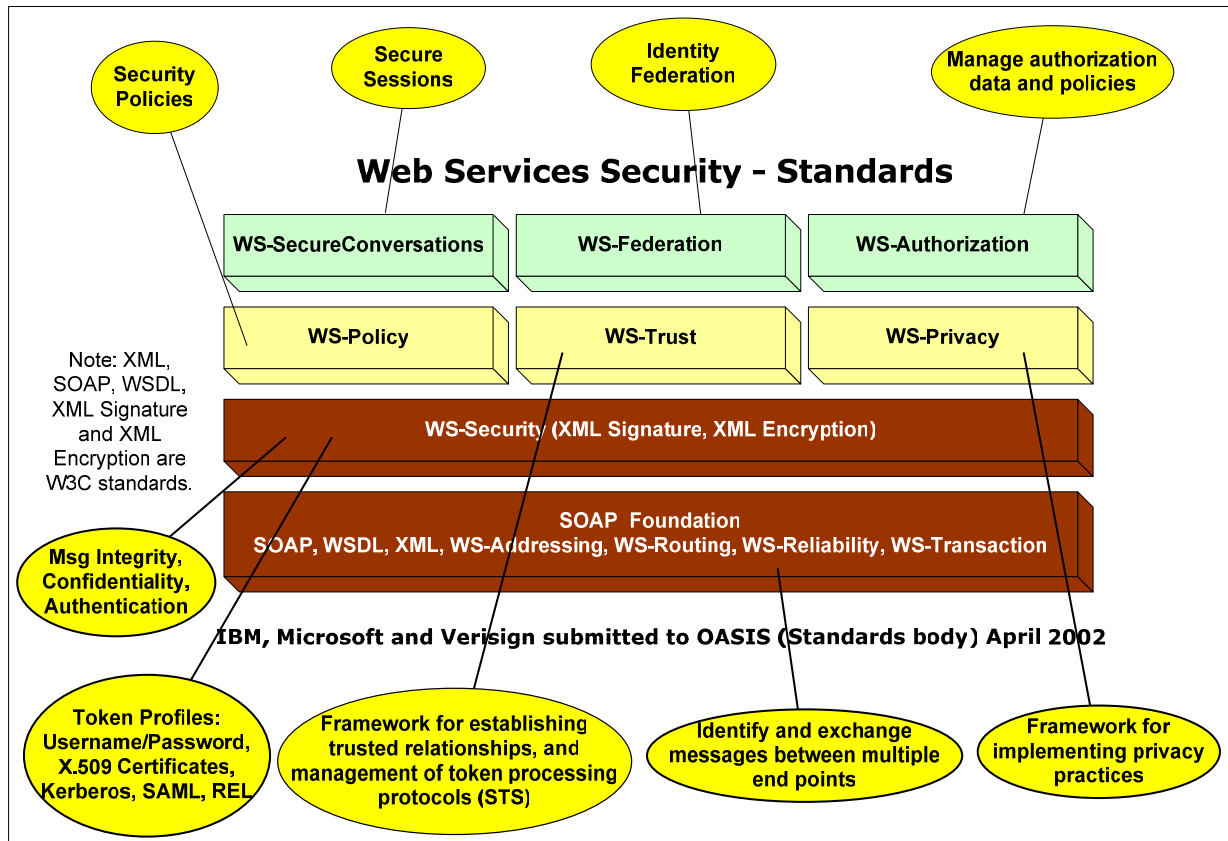 Security
Policies
Secure
Sessions
Identity
Federation
Manage authorization
data and policies
Web Services Security - Standards
WS-SecureConversations
WS-Federation
WS-Authorization
WS-Policy
WS-Trust
WS-Privacy
Note: XML,
SOAP, WSDL,
XML Signature
and XML
Encryption are
W3C standards.
WS-Security (XML Signature, XML Encryption)
SOAP Foundation
SOAP, WSDL, XML, WS-Addressing, WS-Routing, WS-Reliability, WS-Transaction
Msg Integrity,
Confidentiality,
Authentication
IBM, Microsoft and Verisign submitted to OASIS (Standards body) April 2002
Token Profiles:
Username/Password,
X.509 Certificates,
Kerberos, SAML, REL
Framework for establishing
trusted relationships, and
management of token processing
protocols (STS)
Identify and exchange
messages between multiple
end points
Framework for
implementing privacy
practices